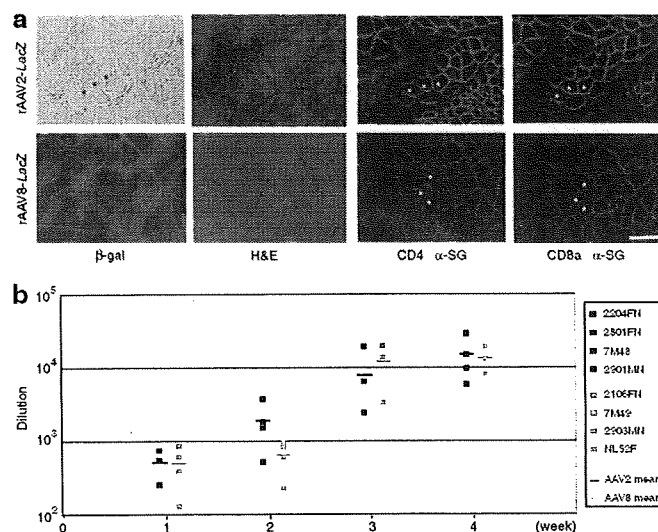 a
rAAV2-LacZ
rAAV8-LacZ
β-gal
H&E
CD4 α-SG
CD8a α-SG
b
Dilution
10⁵
10⁴
10³
10²
0
1
2
3
4
(week)
2204FN
2801FN
7M48
2901MN
2106FN
7M49
2903MN
NL52F
AAV2 mean
AAV8 mean